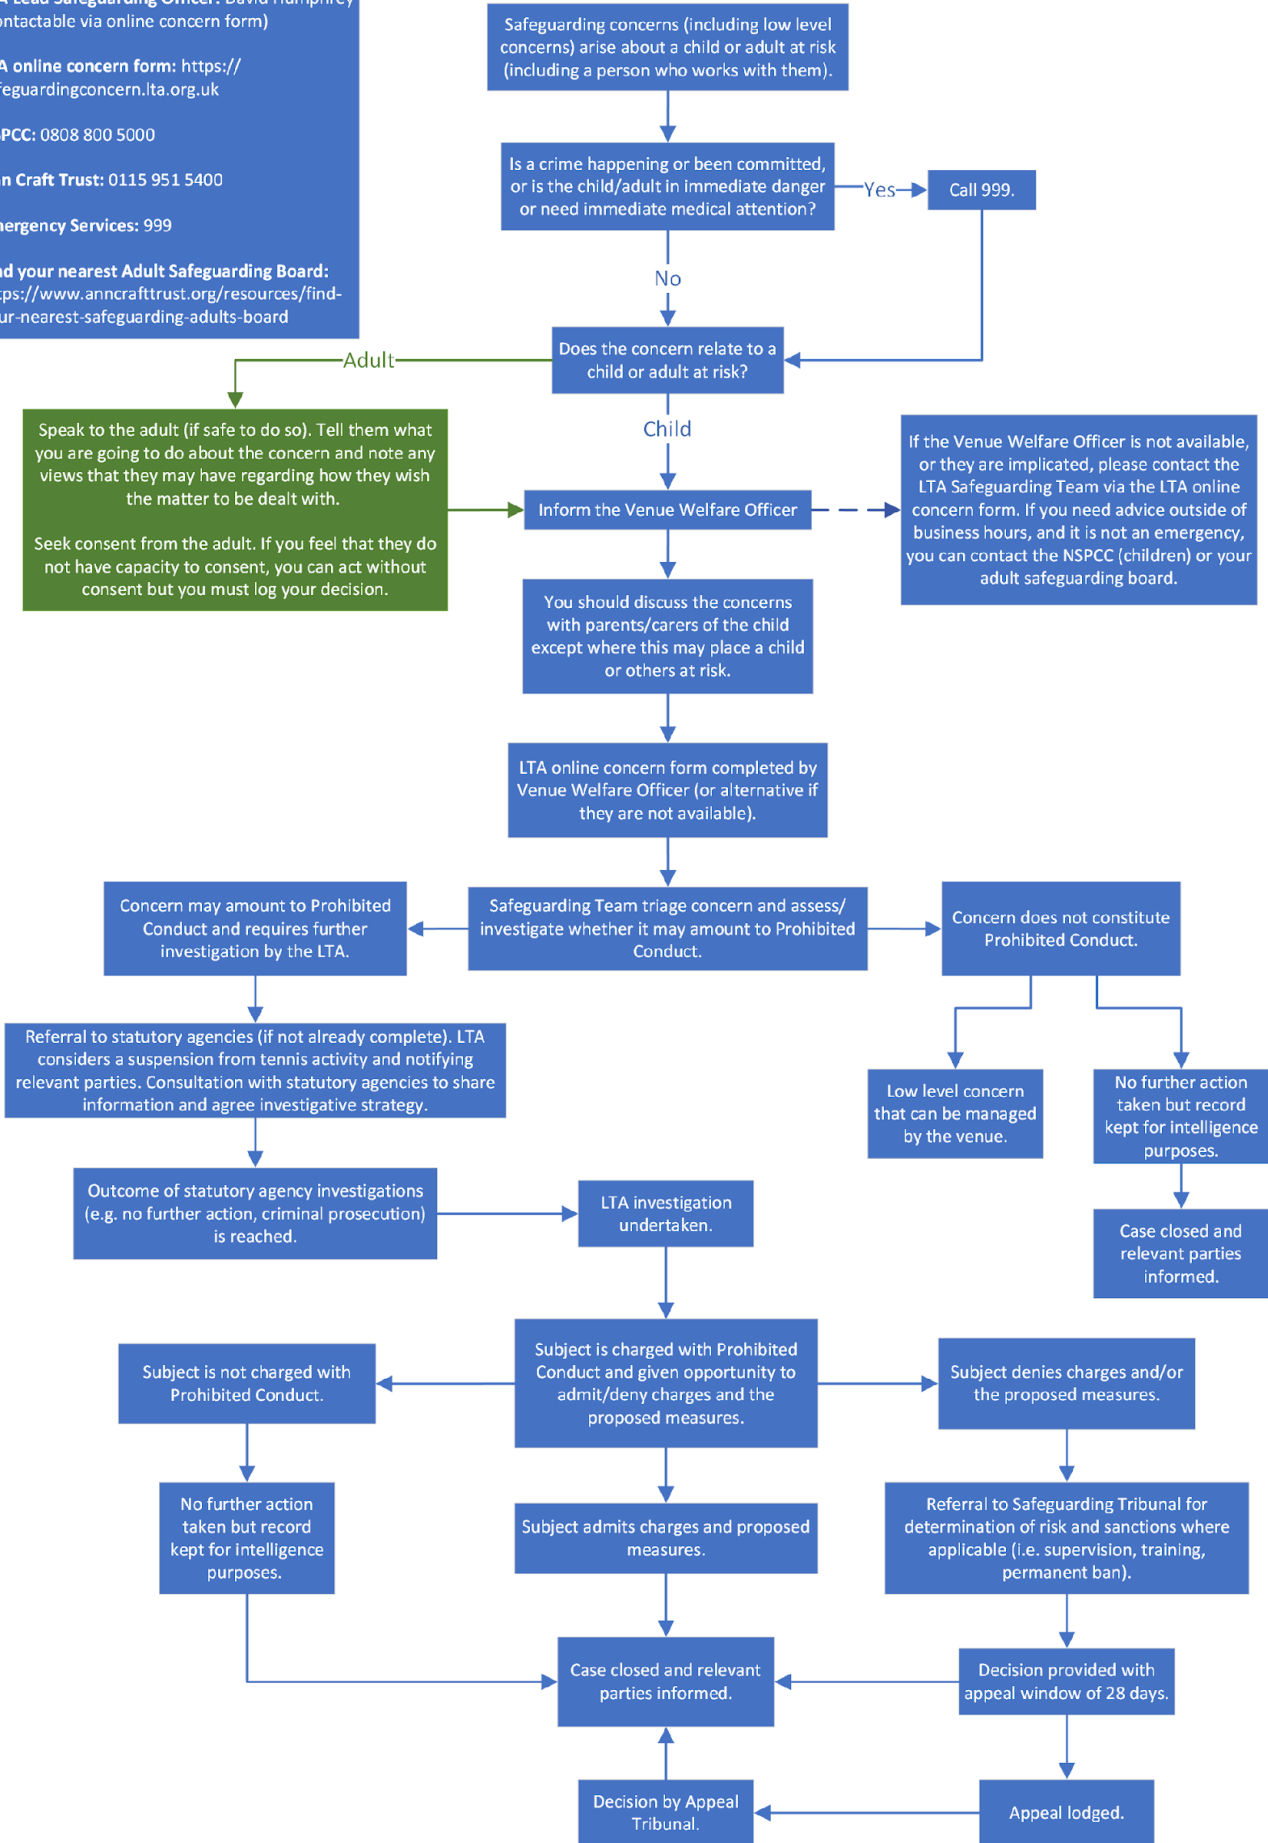 Lead Safeguarding Officer: David Humphrey
contactable via online concern form)
online concern form: https://
safeguardingconcern.lta.org.uk
NSPCC: 0808 800 5000
Ann Craft Trust: 0115 951 5400
Emergency Services: 999
Find your nearest Adult Safeguarding Board:
https://www.anncrafttrust.org/resources/find-
your-nearest-safeguarding-adults-board
Safeguarding concerns (including low level
concerns) arise about a child or adult at risk
(including a person who works with them).
Is a crime happening or been committed,
or is the child/adult in immediate danger
or need immediate medical attention?
Yes
Call 999.
No
Does the concern relate to a
child or adult at risk?
Adult
Child
Speak to the adult (if safe to do so). Tell them what
you are going to do about the concern and note any
views that they may have regarding how they wish
the matter to be dealt with.
Seek consent from the adult. If you feel that they do
not have capacity to consent, you can act without
consent but you must log your decision.
Inform the Venue Welfare Officer
If the Venue Welfare Officer is not available,
or they are implicated, please contact the
LTA Safeguarding Team via the LTA online
concern form. If you need advice outside of
business hours, and it is not an emergency,
you can contact the NSPCC (children) or your
adult safeguarding board.
You should discuss the concerns
with parents/carers of the child
except where this may place a child
or others at risk.
LTA online concern form completed by
Venue Welfare Officer (or alternative if
they are not available).
Concern may amount to Prohibited
Conduct and requires further
investigation by the LTA.
Safeguarding Team triage concern and assess/
investigate whether it may amount to Prohibited
Conduct.
Concern does not constitute
Prohibited Conduct.
Referral to statutory agencies (if not already complete). LTA
considers a suspension from tennis activity and notifying
relevant parties. Consultation with statutory agencies to share
information and agree investigative strategy.
Low level concern
that can be managed
by the venue.
No further action
taken but record
kept for intelligence
purposes.
Outcome of statutory agency investigations
(e.g. no further action, criminal prosecution)
is reached.
LTA investigation
undertaken.
Case closed and
relevant parties
informed.
Subject is not charged with
Prohibited Conduct.
Subject is charged with Prohibited
Conduct and given opportunity to
admit/deny charges and the
proposed measures.
Subject denies charges and/or
the proposed measures.
No further action
taken but record
kept for intelligence
purposes.
Subject admits charges and proposed
measures.
Referral to Safeguarding Tribunal for
determination of risk and sanctions where
applicable (i.e. supervision, training,
permanent ban).
Case closed and relevant
parties informed.
Decision provided with
appeal window of 28 days.
Decision by Appeal
Tribunal.
Appeal lodged.